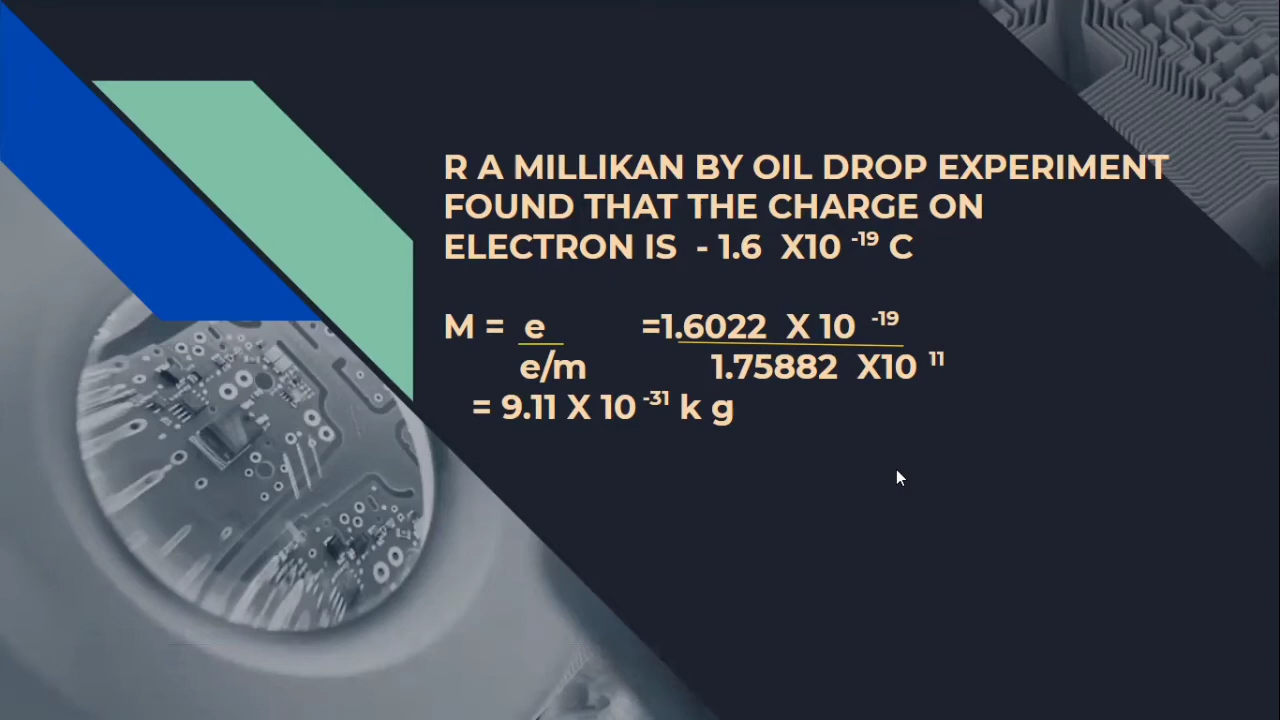 R A MILLIKAN BY OIL DROP EXPERIMENT
FOUND THAT THE CHARGE ON
ELECTRON IS - 1.6 X10 -19 C
M = e =1.6022 X 10 -19
e/m 1.75882 X10 11
= 9.11 X 10 -31 k g